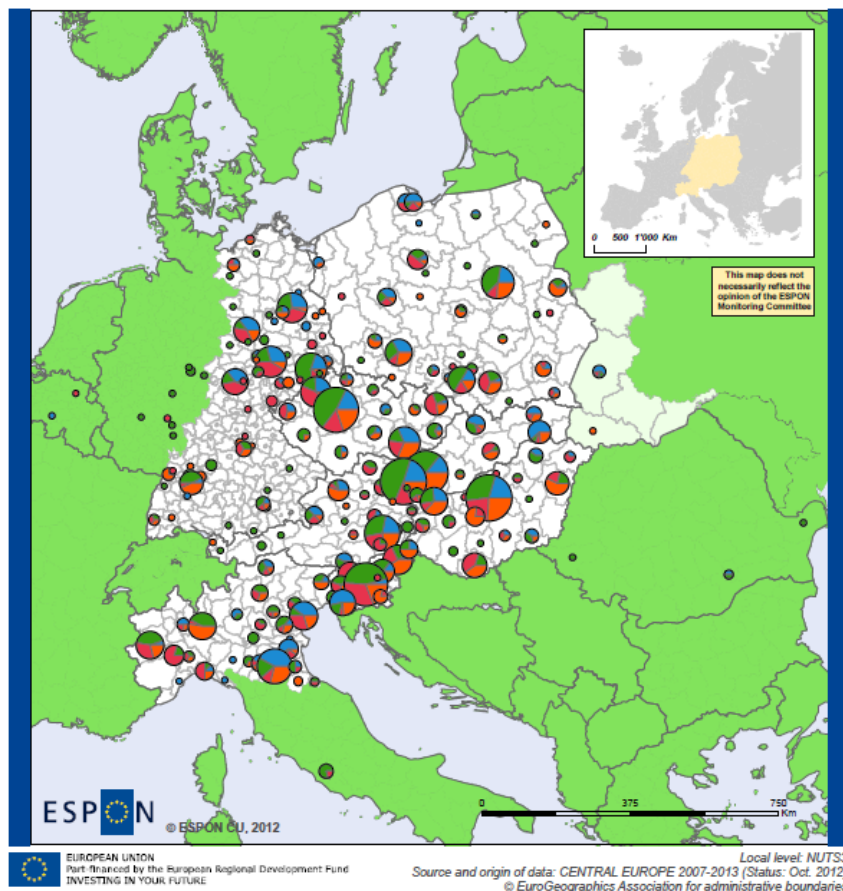 0 500 1'000 Km
This map does not
necessarily reflect the
opinion of the ESPON
Monitoring Committee
0 375 750
Km
ESPON
© ESPON CU, 2012
EUROPEAN UNION
Part-financed by the European Regional Development Fund
INVESTING IN YOUR FUTURE
Local level: NUTS3
Source and origin of data: CENTRAL EUROPE 2007-2013 (Status: Oct. 2012
© EuroGeographics Association for administrative boundaries